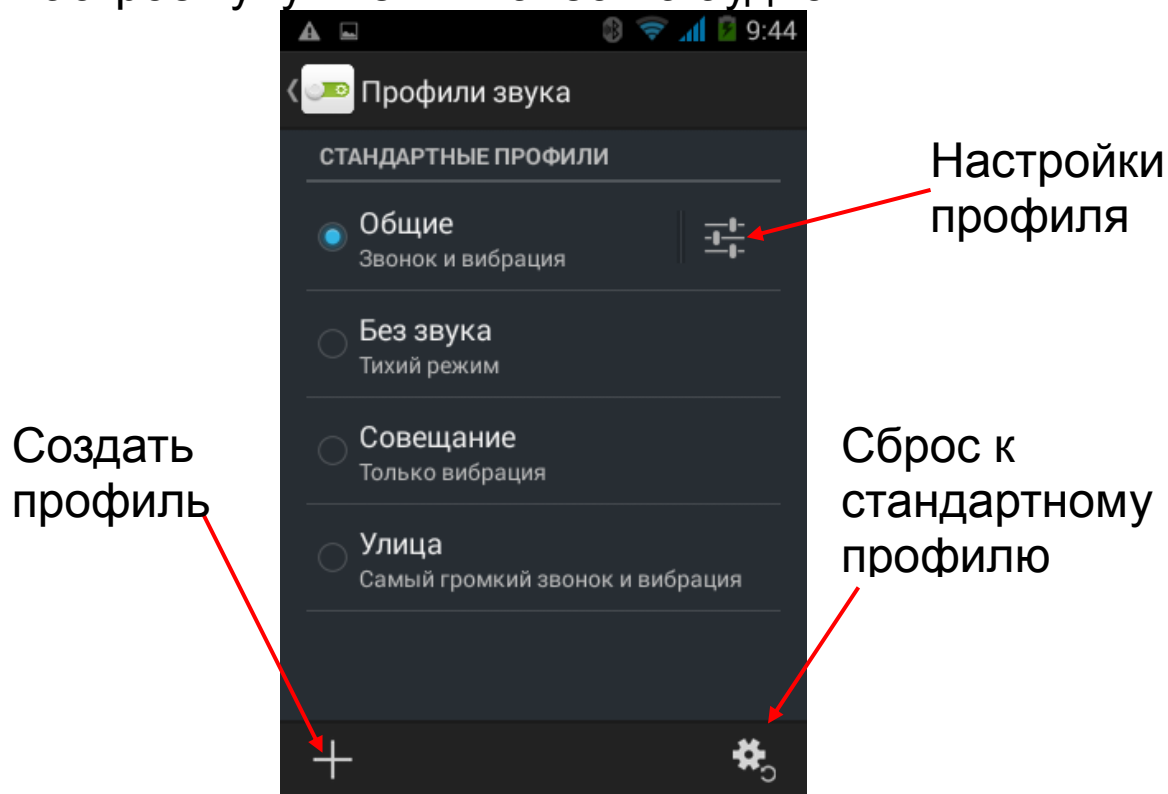 9:44
Профили звука
СТАНДАРТНЫЕ ПРОФИЛИ
Настройки
профиля
Общие
Звонок и вибрация
Без звука
Тихий режим
Создать
профиль
Совещание
Только вибрация
Сброс к
стандартному
профилю
Улица
Самый громкий звонок и вибрация